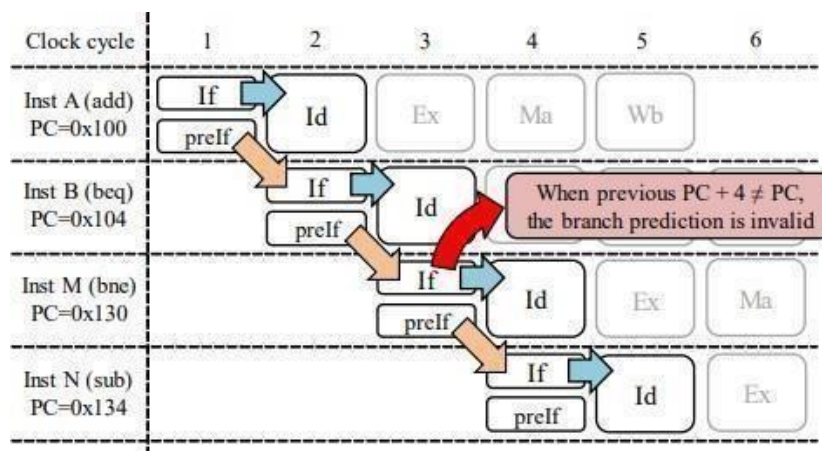 Clock cycle 1 2 3 4 5 6
Inst A (add)
PC=0x100
If
Id
Ex
Ma
Wb
preIf
Inst B (beq)
PC=0x104
If
Id
preIf
When previous PC + 4 ≠ PC,
the branch prediction is invalid
Inst M (bne)
PC=0x130
If
Id
Ex
Ma
preIf
Inst N (sub)
PC=0x134
If
Id
Ex
preIf